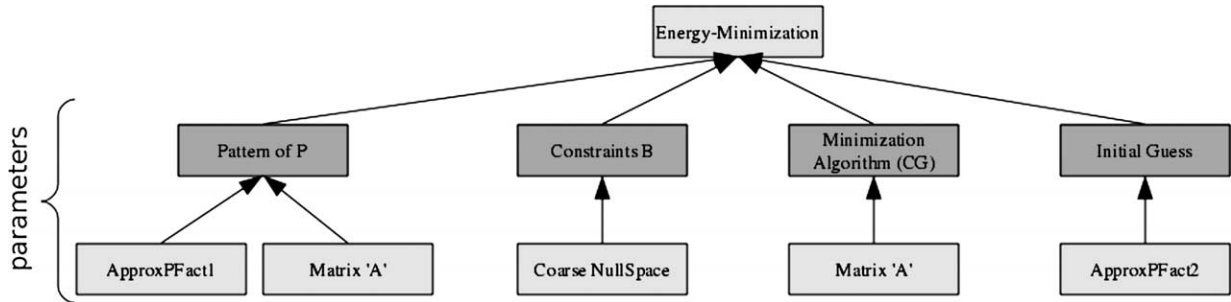 Energy-Minimization
parameters
Pattern of P
Constraints B
Minimization
Algorithm (CG)
Initial Guess
ApproxPFact1
Matrix 'A'
Coarse NullSpace
Matrix 'A'
ApproxPFact2